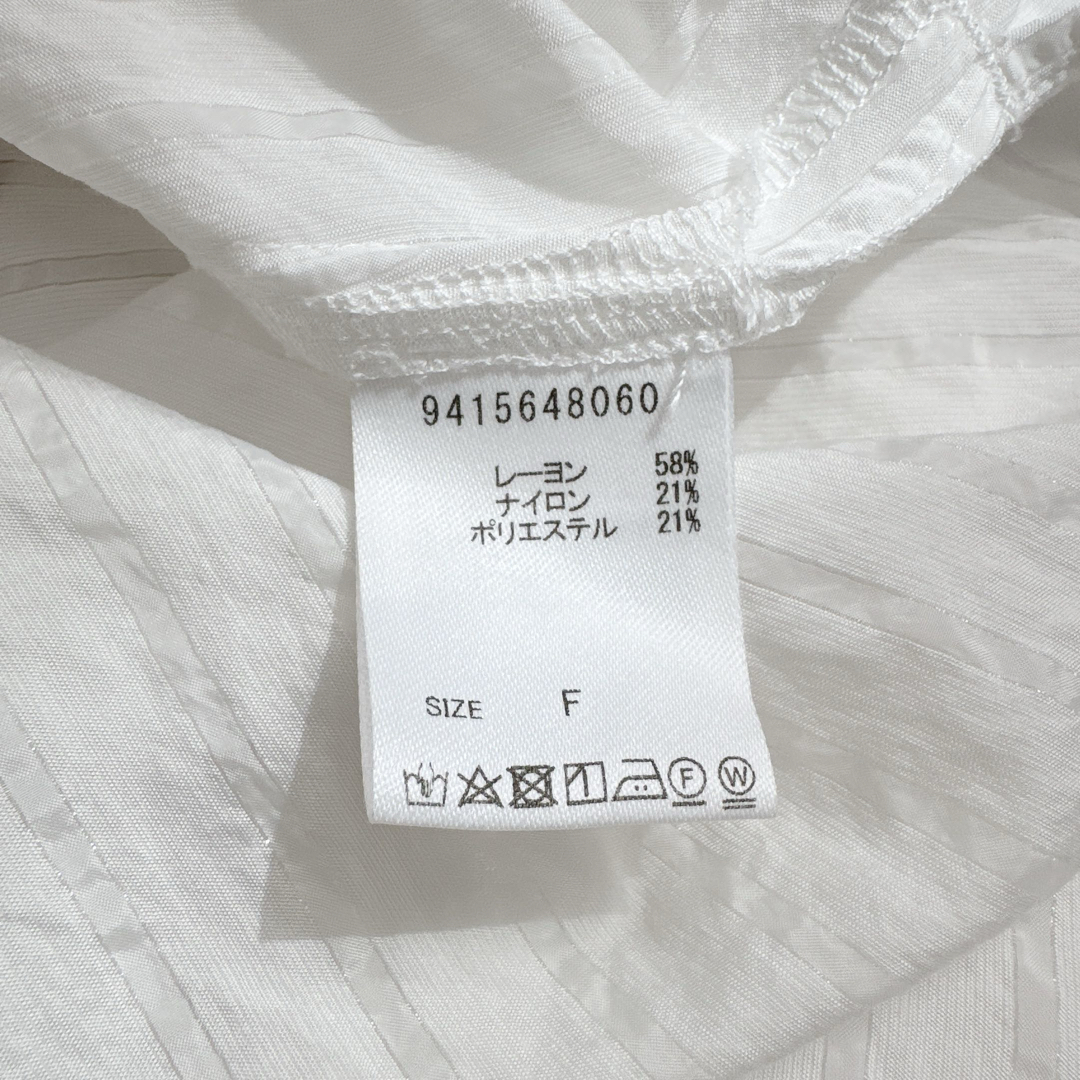 9415648060
レーヨン 58%
ナイロン 21%
ポリエステル 21%
SIZE F
F W